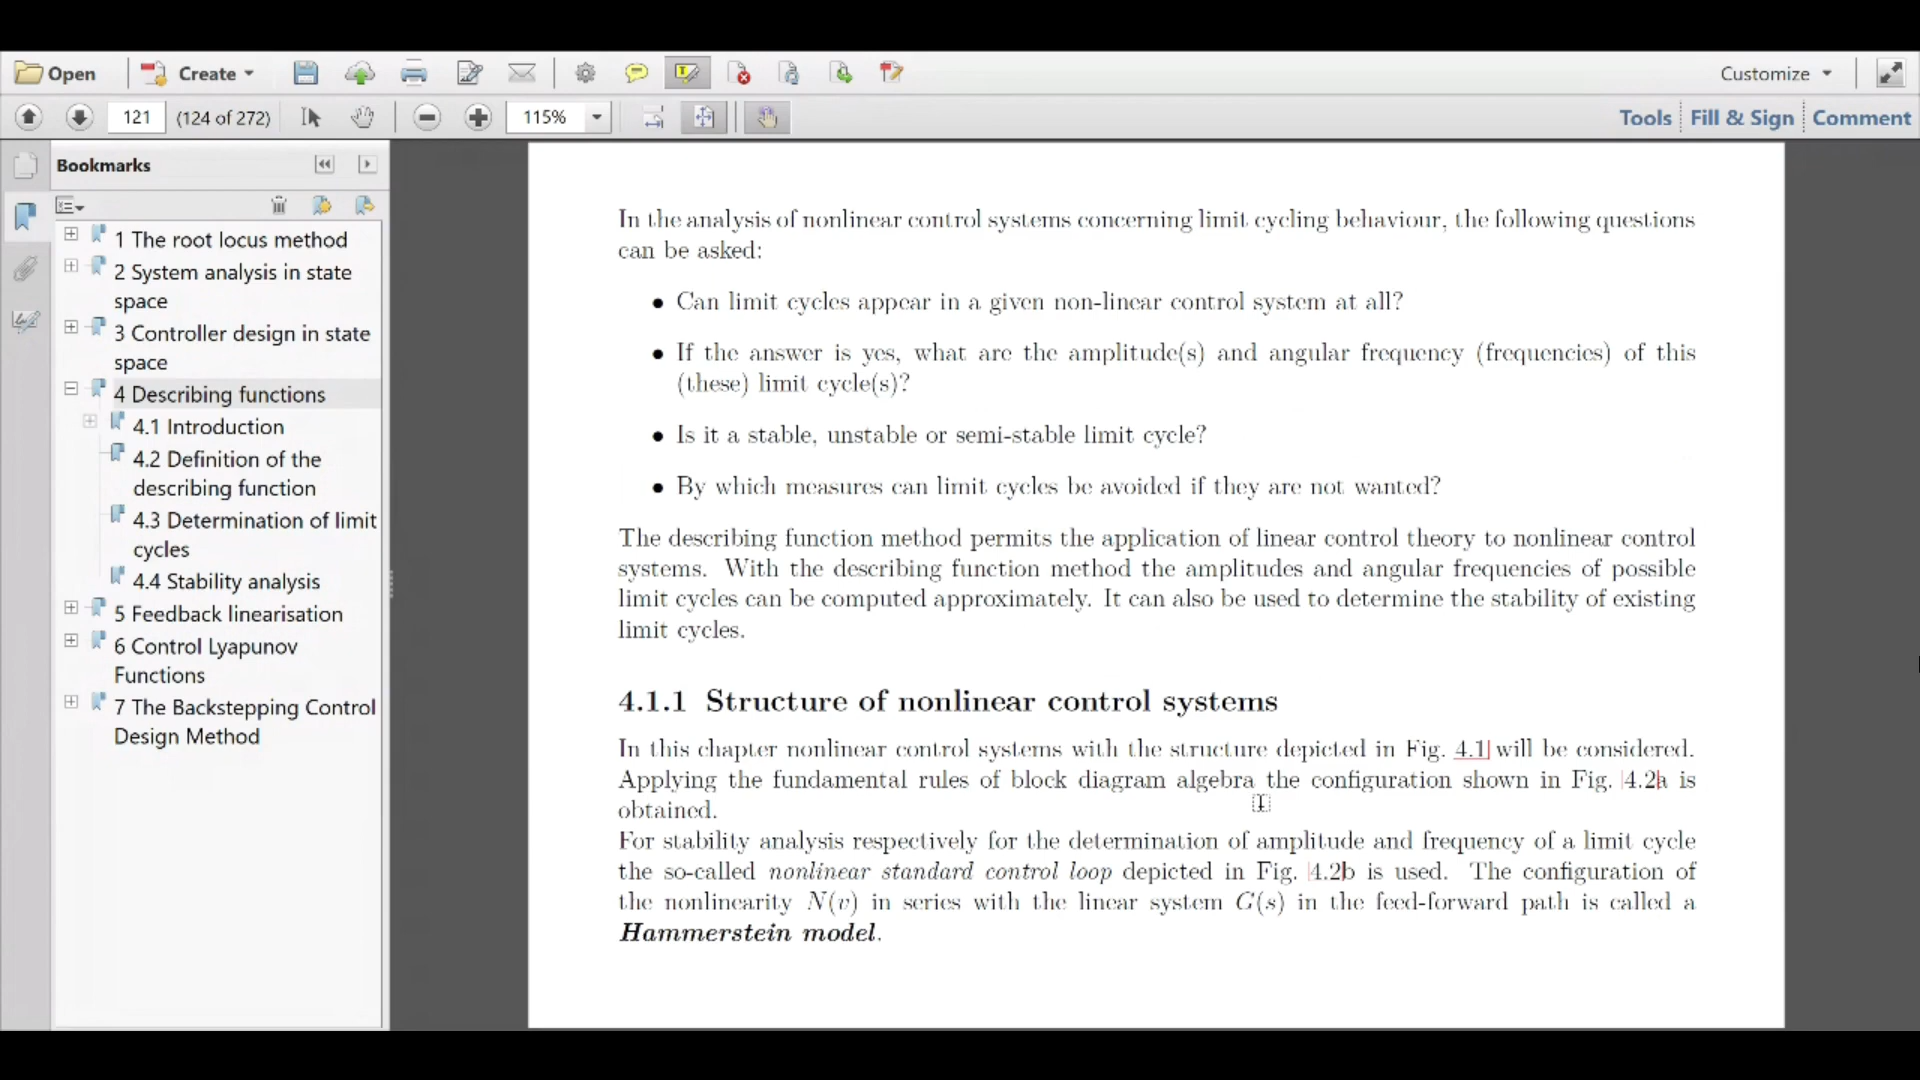 Open
Create
Customize
121
(124 of 272)
115%
Tools
Fill & Sign
Comment
Bookmarks
1 The root locus method
2 System analysis in state
space
3 Controller design in state
space
4 Describing functions
4.1 Introduction
4.2 Definition of the
describing function
4.3 Determination of limit
cycles
4.4 Stability analysis
5 Feedback linearisation
6 Control Lyapunov
Functions
7 The Backstepping Control
Design Method
In the analysis of nonlinear control systems concerning limit cycling behaviour, the following questions
can be asked:
• Can limit cycles appear in a given non-linear control system at all?
• If the answer is yes, what are the amplitude(s) and angular frequency (frequencies) of this
(these) limit cycle(s)?
• Is it a stable, unstable or semi-stable limit cycle?
• By which measures can limit cycles be avoided if they are not wanted?
The describing function method permits the application of linear control theory to nonlinear control
systems. With the describing function method the amplitudes and angular frequencies of possible
limit cycles can be computed approximately. It can also be used to determine the stability of existing
limit cycles.
4.1.1 Structure of nonlinear control systems
In this chapter nonlinear control systems with the structure depicted in Fig. 4.1 will be considered.
Applying the fundamental rules of block diagram algebra the configuration shown in Fig. 4.2a is
obtained.
For stability analysis respectively for the determination of amplitude and frequency of a limit cycle
the so-called nonlinear standard control loop depicted in Fig. 4.2b is used. The configuration of
the nonlinearity N(v) in series with the linear system G(s) in the feed-forward path is called a
Hammerstein model.